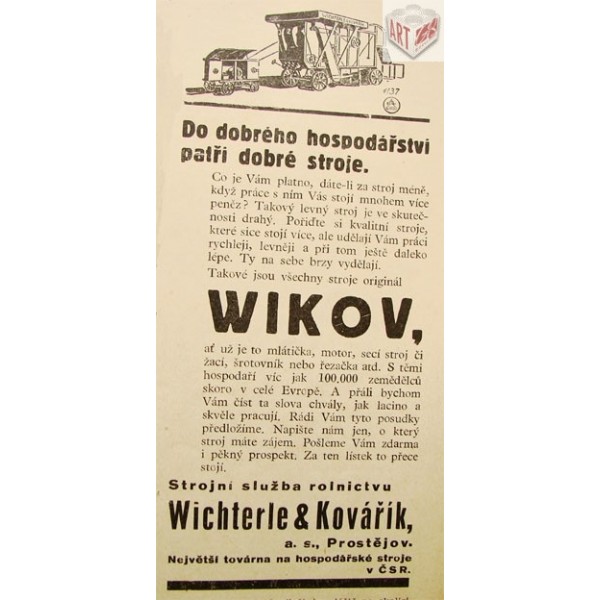 ART
1137
Do dobrého hospodářství
patří dobré stroje.
Co je Vám platno, dáte-li za stroj méně,
když práce s ním Vás stojí mnohem více
peněz? Takový levný stroj je ve skuteč-
nosti drahý. Pořiďte si kvalitní stroje,
které sice stojí více, ale udělají Vám práci
rychleji, levněji a při tom ještě daleko
lépe. Ty na sebe brzy vydělají.
Takové jsou všechny stroje originál
WIKOV,
ať už je to mlátička, motor, secí stroj či
žací, šrotovník nebo řezačka atd. S těmi
hospodaří víc jak 100,000 zemědělců
skoro v celé Evropě. A přáli bychom
Vám číst ta slova chvály, jak lacino a
skvěle pracují. Rádi Vám tyto posudky
předložíme. Napište nám jen, o který
stroj máte zájem. Pošleme Vám zdarma
i pěkný prospekt. Za ten lístek to přece
stojí.
Strojní služba rolnictvu
Wichterle & Kovářík,
a. s., Prostějov.
Největší továrna na hospodářské stroje
v ČSR.